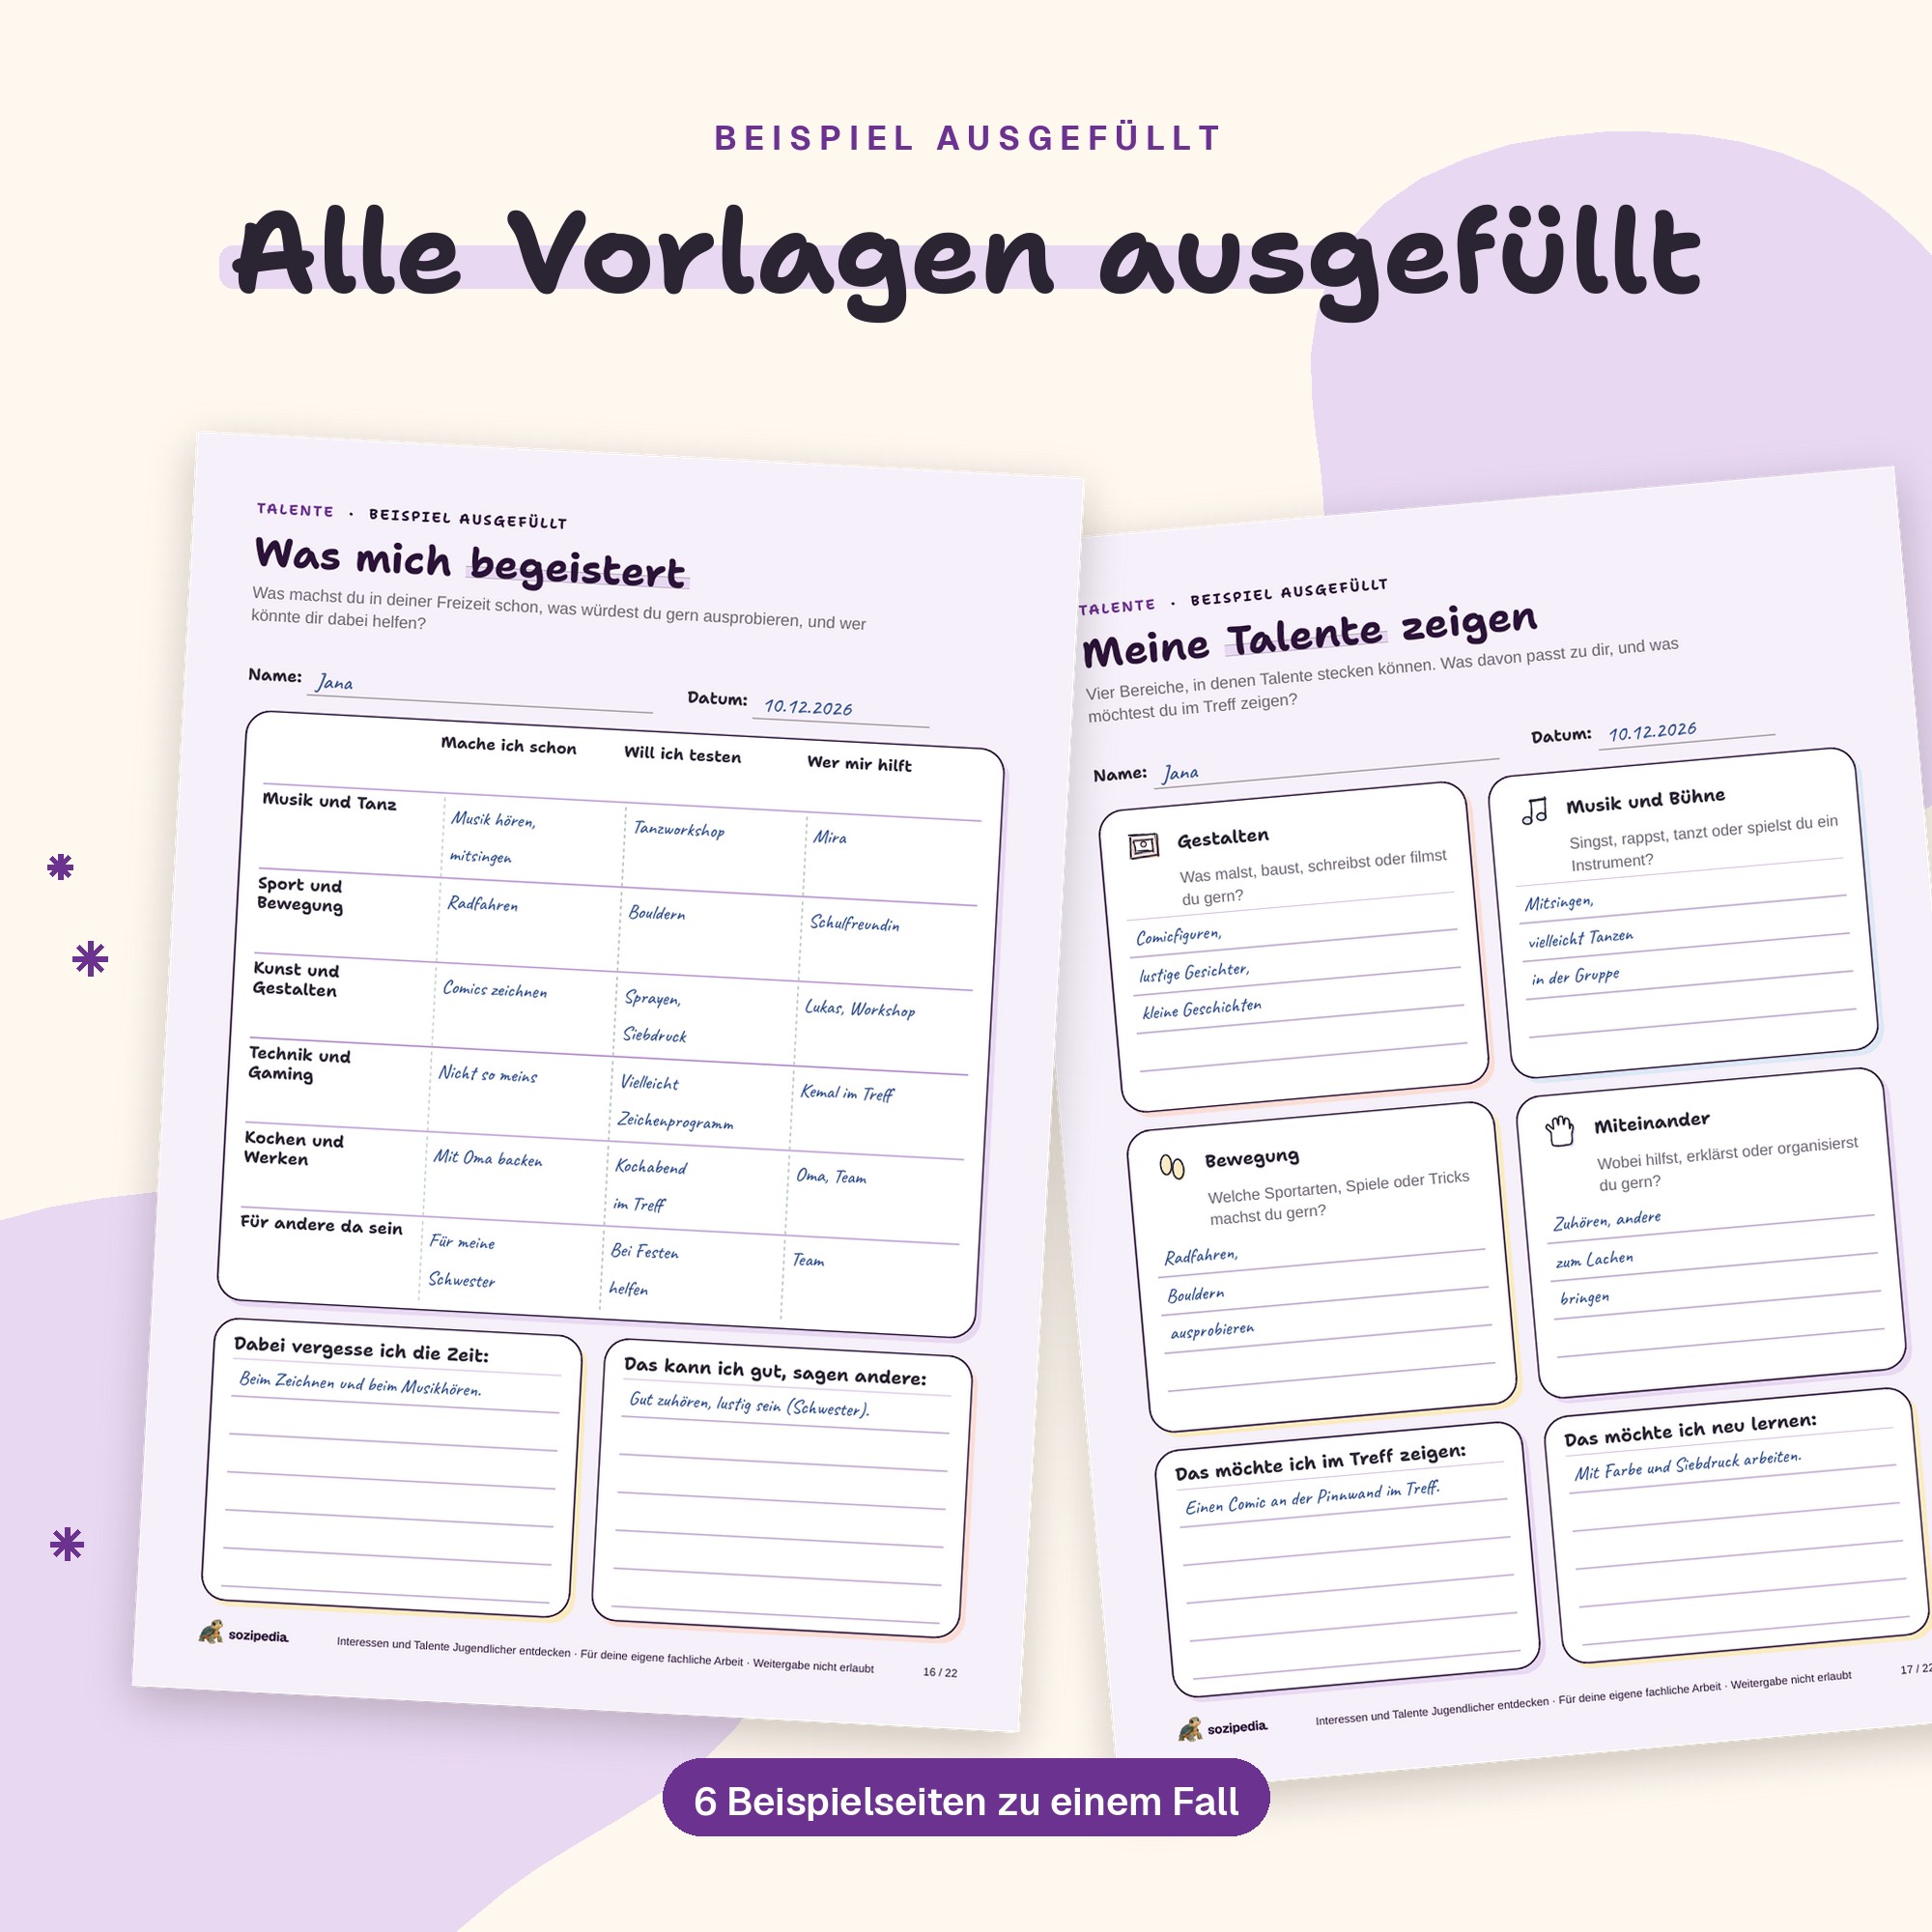 BEISPIEL AUSGEFÜLLT
Alle Vorlagen ausgefüllt
TALENTE · BEISPIEL AUSGEFÜLLT
Was mich begeistert
Was machst du in deiner Freizeit schon, was würdest du gern ausprobieren, und wer
könnte dir dabei helfen?
Name: Jana
Datum: 10.12.2026
Mache ich schon
Will ich testen
Wer mir hilft
Musik und Tanz
Musik hören,
mitsingen
Tanzworkshop
Mira
Sport und
Bewegung
Radfahren
Bouldern
Schulfreundin
Kunst und
Gestalten
Comics zeichnen
Sprayen,
Siebdruck
Lukas, Workshop
Technik und
Gaming
Nicht so meins
Vielleicht
Zeichenprogramm
Kemal im Treff
Kochen und
Werken
Mit Oma backen
Kochabend
im Treff
Oma, Team
Für andere da sein
Für meine
Schwester
Bei Festen
helfen
Team
Dabei vergesse ich die Zeit:
Beim Zeichnen und beim Musikhören.
Das kann ich gut, sagen andere:
Gut zuhören, lustig sein (Schwester).
sozipedia.
Interessen und Talente Jugendlicher entdecken · Für deine eigene fachliche Arbeit · Weitergabe nicht erlaubt
16 / 22
TALENTE · BEISPIEL AUSGEFÜLLT
Meine Talente zeigen
Vier Bereiche, in denen Talente stecken können. Was davon passt zu dir, und was
möchtest du im Treff zeigen?
Name: Jana
Datum: 10.12.2026
Gestalten
Was malst, baust, schreibst oder filmst
du gern?
Comicfiguren,
lustige Gesichter,
kleine Geschichten
Musik und Bühne
Singst, rappst, tanzt oder spielst du ein
Instrument?
Mitsingen,
vielleicht Tanzen
in der Gruppe
Bewegung
Welche Sportarten, Spiele oder Tricks
machst du gern?
Radfahren,
Bouldern
ausprobieren
Miteinander
Wobei hilfst, erklärst oder organisierst
du gern?
Zuhören, andere
zum Lachen
bringen
Das möchte ich im Treff zeigen:
Einen Comic an der Pinnwand im Treff.
Das möchte ich neu lernen:
Mit Farbe und Siebdruck arbeiten.
sozipedia.
Interessen und Talente Jugendlicher entdecken · Für deine eigene fachliche Arbeit · Weitergabe nicht erlaubt
17 / 22
6 Beispielseiten zu einem Fall